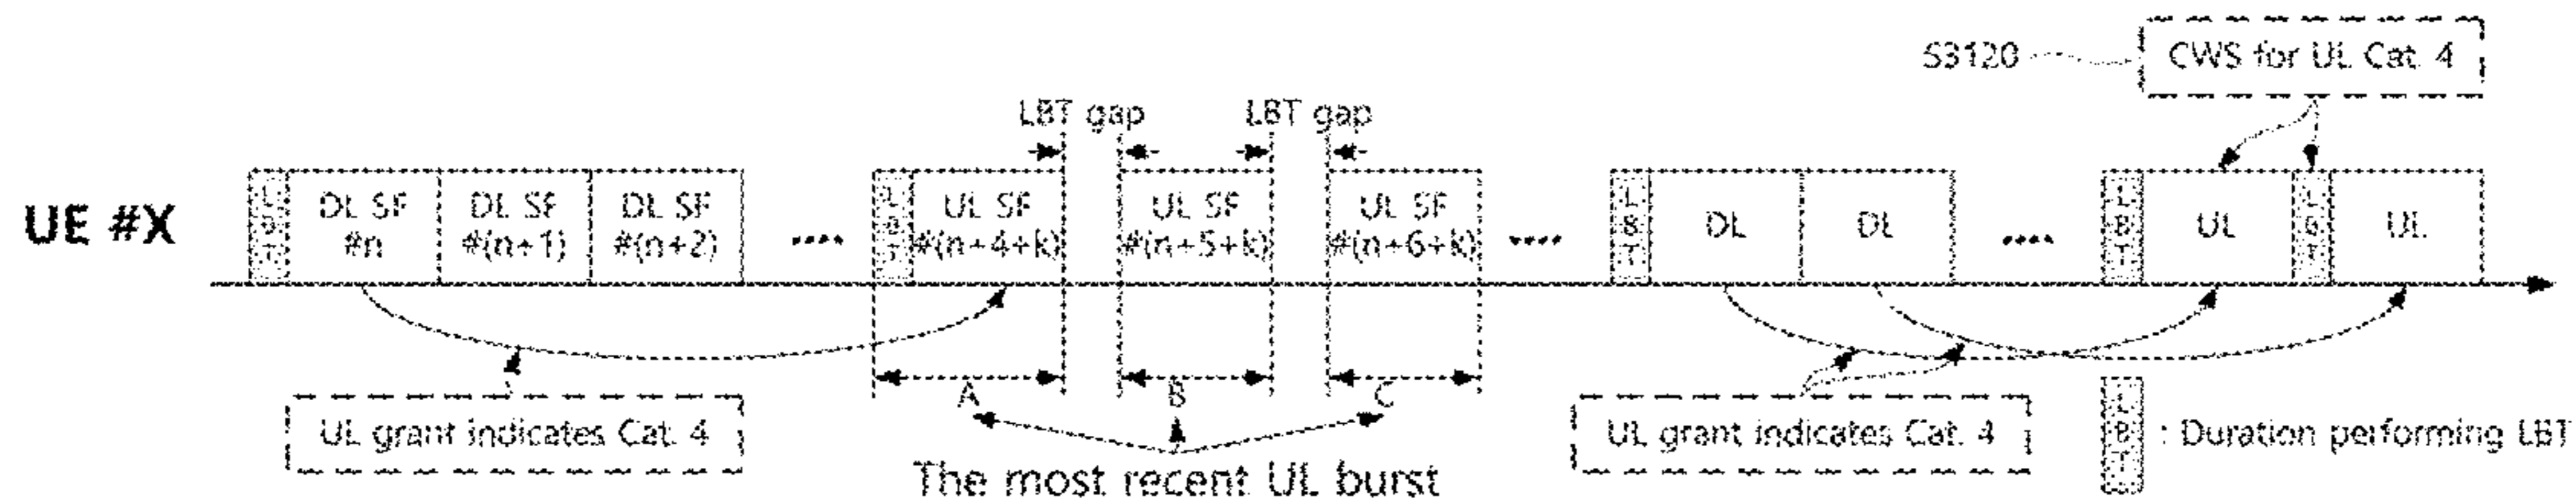 S3120
CWS for UL Cat. 4
LBT gap
LBT gap
UE #X
LBT
DL SF
#n
DL SF
#(n+1)
DL SF
#(n+2)
....
LBT
UL SF
#(n+4+k)
UL SF
#(n+5+k)
UL SF
#(n+6+k)
....
LBT
DL
DL
....
LBT
UL
LBT
UL
A
B
C
UL grant indicates Cat. 4
The most recent UL burst
UL grant indicates Cat. 4
LBT
: Duration performing LBT